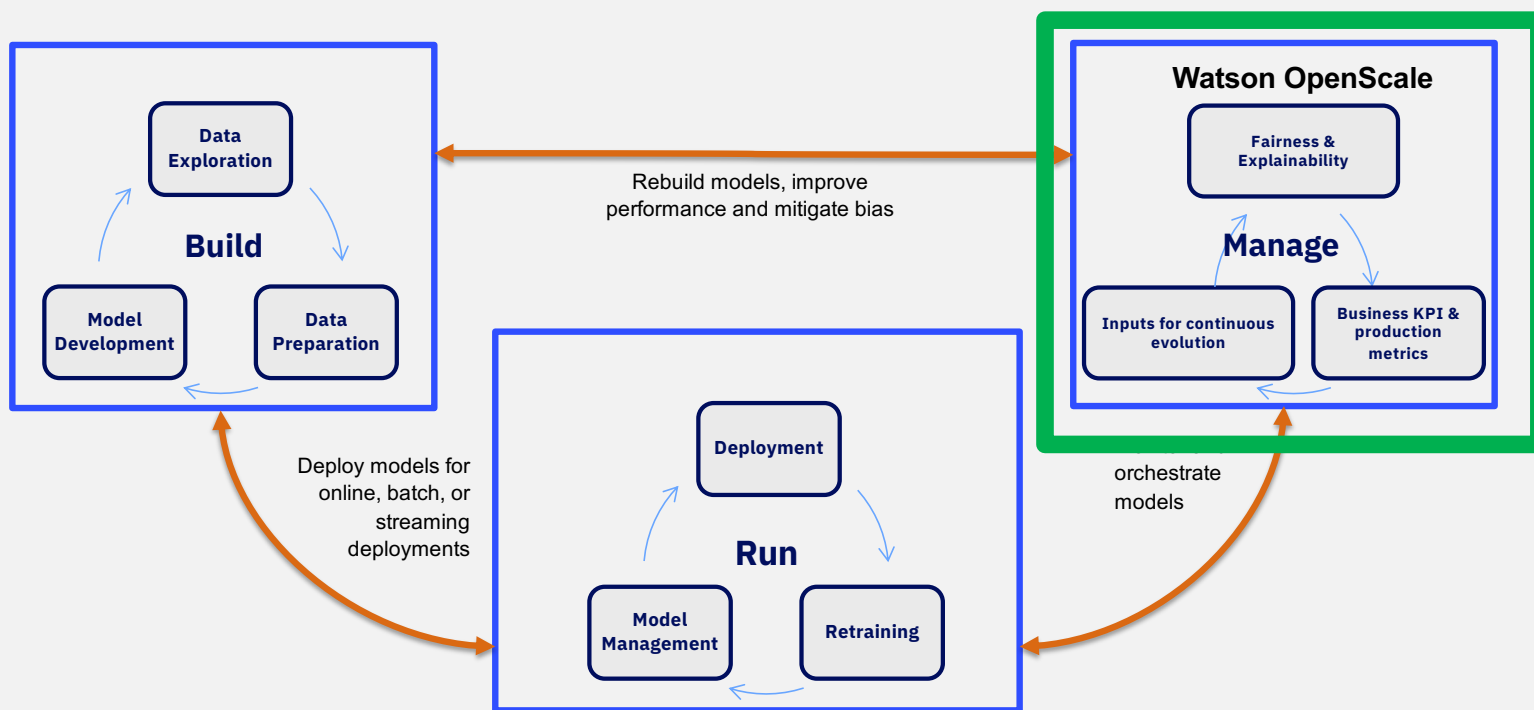 Watson OpenScale
Data
Exploration
Build
Model
Development
Data
Preparation
Rebuild models, improve
performance and mitigate bias
Fairness &
Explainability
Manage
Inputs for continuous
evolution
Business KPI &
production
metrics
Deploy models for
online, batch, or
streaming
deployments
Deployment
Run
Model
Management
Retraining
orchestrate
models